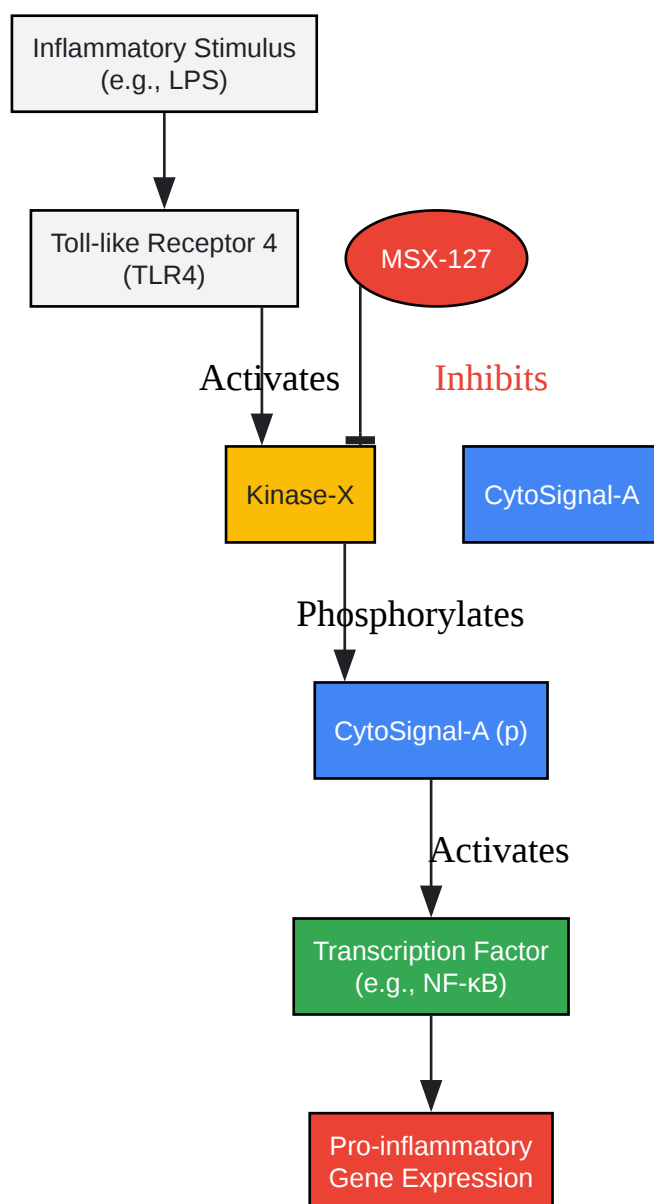 Inflammatory Stimulus
(e.g., LPS)
Toll-like Receptor 4
(TLR4)
MSX-127
Activates
Inhibits
Kinase-X
CytoSignal-A
Phosphorylates
CytoSignal-A (p)
Activates
Transcription Factor
(e.g., NF-κB)
Pro-inflammatory
Gene Expression